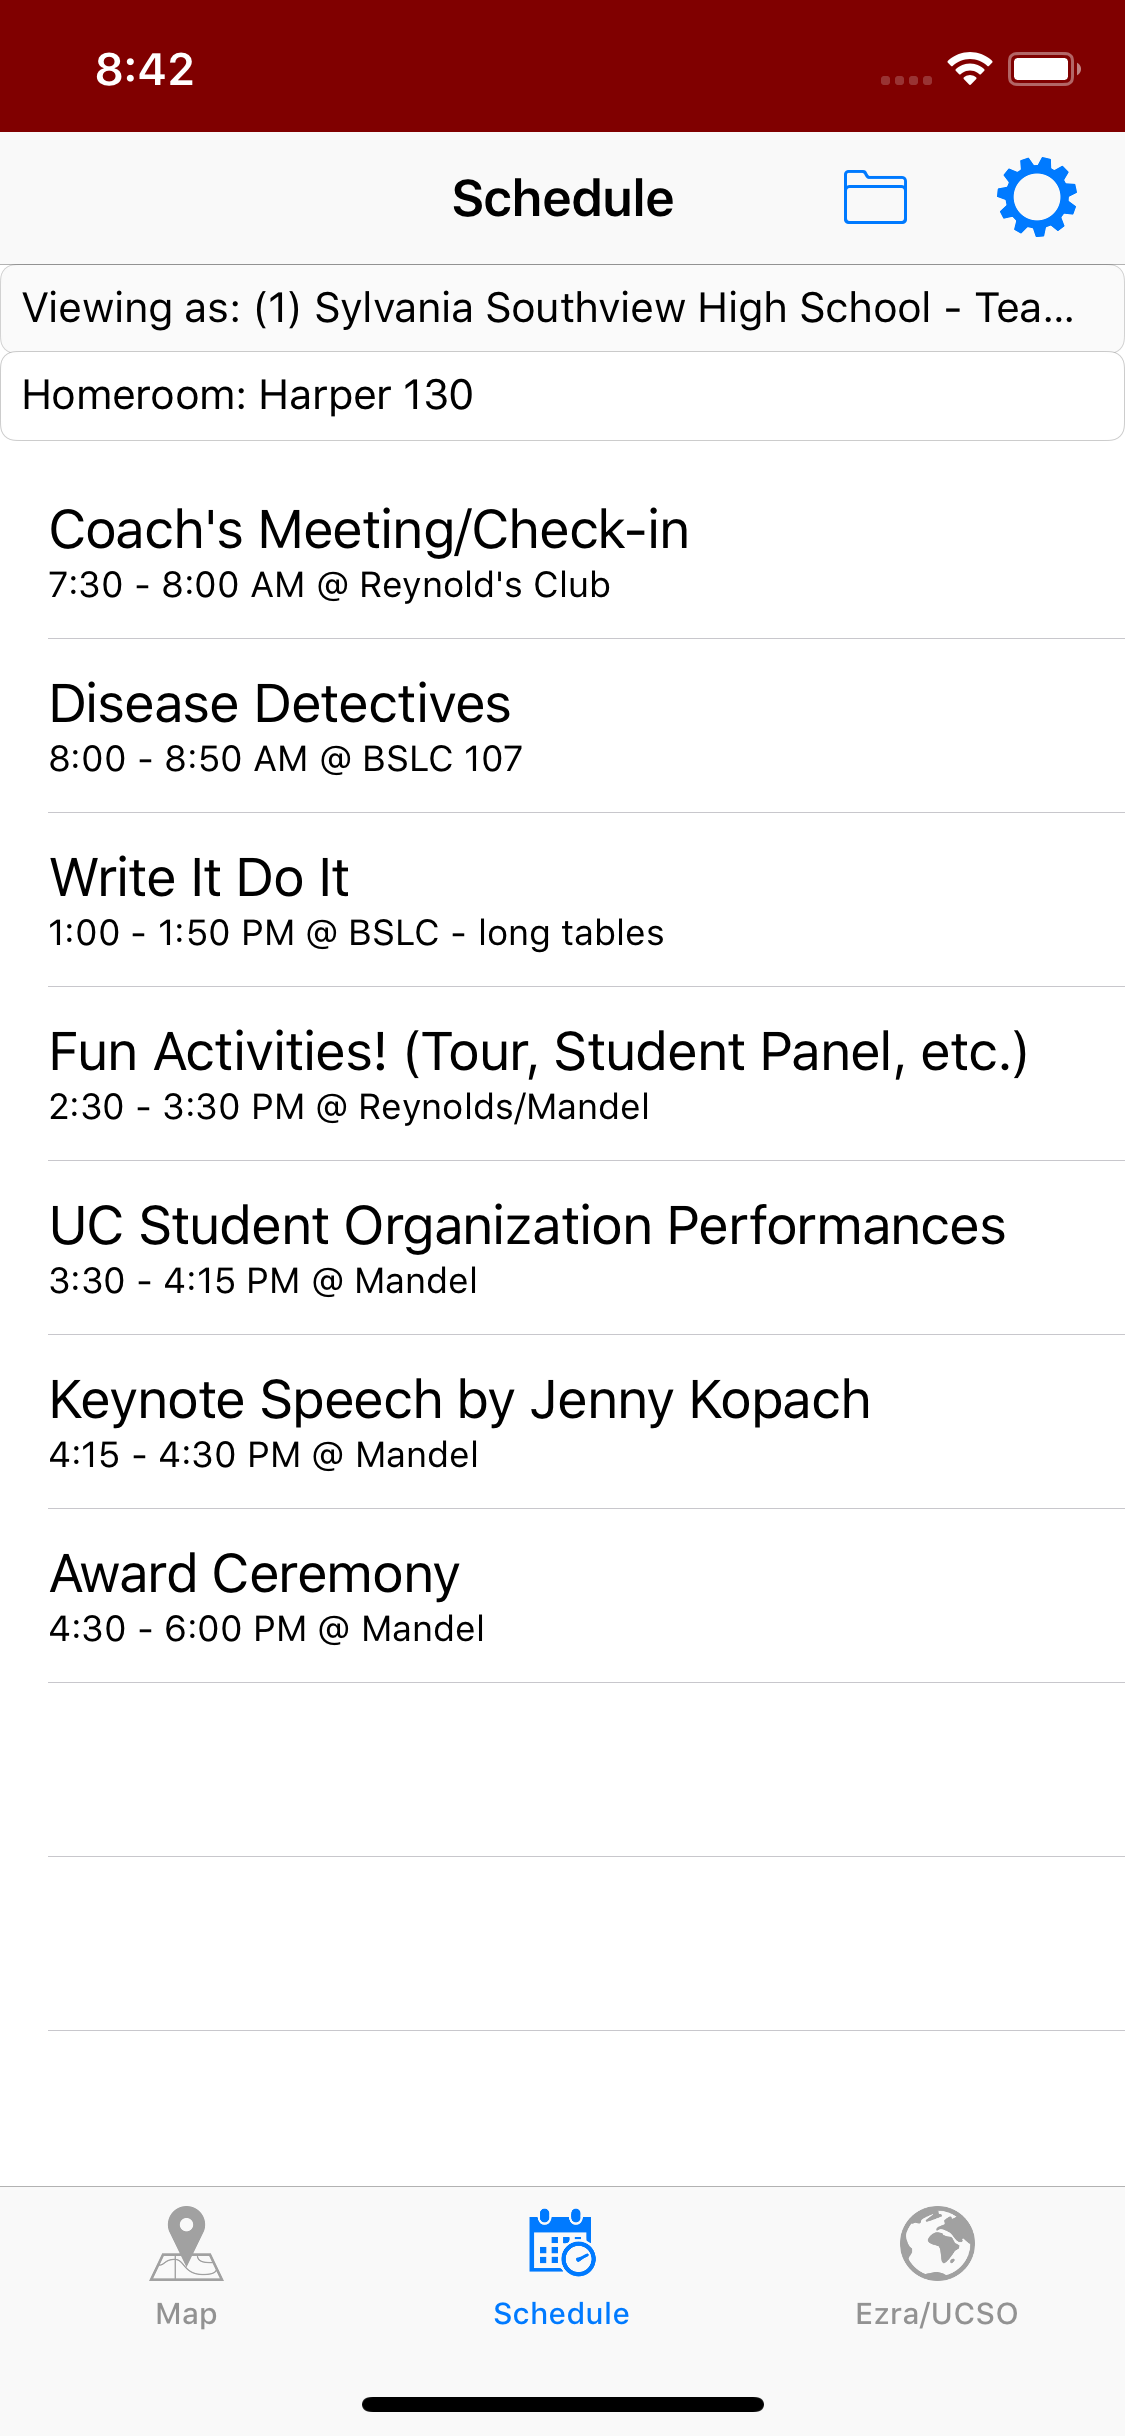 8:42
Schedule
Viewing as: (1) Sylvania Southview High School - Tea...
Homeroom: Harper 130
Coach's Meeting/Check-in
7:30 - 8:00 AM @ Reynold's Club
Disease Detectives
8:00 - 8:50 AM @ BSLC 107
Write It Do It
1:00 - 1:50 PM @ BSLC - long tables
Fun Activities! (Tour, Student Panel, etc.)
2:30 - 3:30 PM @ Reynolds/Mandel
UC Student Organization Performances
3:30 - 4:15 PM @ Mandel
Keynote Speech by Jenny Kopach
4:15 - 4:30 PM @ Mandel
Award Ceremony
4:30 - 6:00 PM @ Mandel
Map
Schedule
Ezra/UCSO